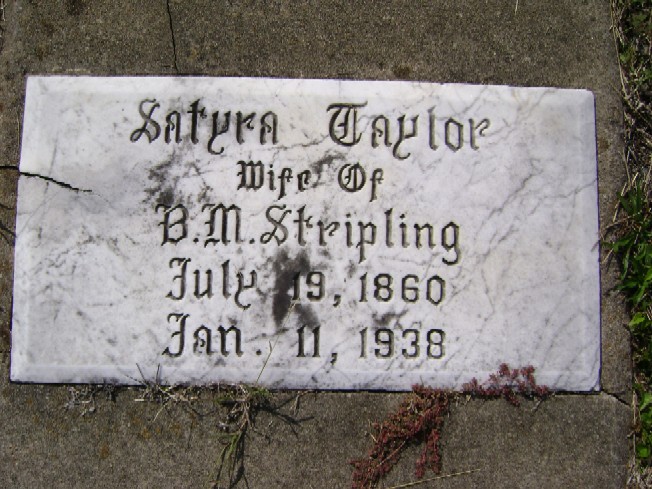 Satyra Taylor
Wife Of
B.M. Stripling
July 19, 1860
Jan. 11, 1938